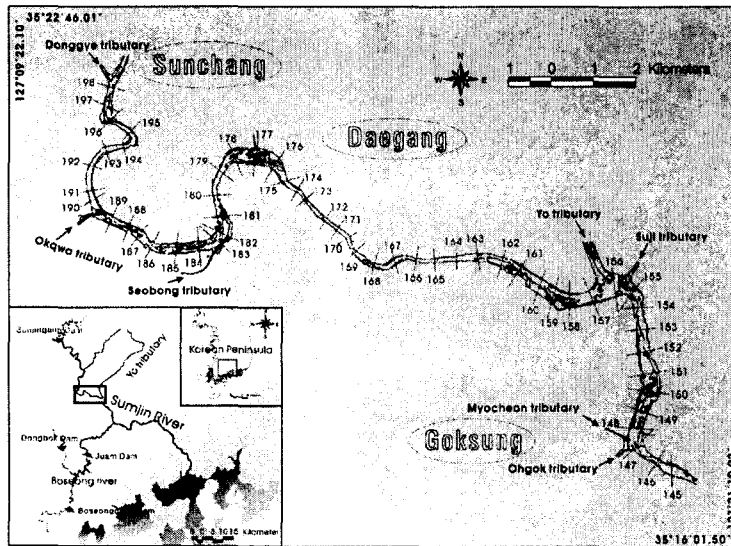 35°22'46.01"
127°09'22.10"
Donggye tributary
Sunchang
N
W
E
S
1 0 1 2 Kilometers
Daegang
198
197
196
195
194
193
192
191
190
189
188
187
186
185
184
183
182
181
180
179
178
177
176
175
174
173
172
171
170
169
168
167
166
165
164
163
162
161
160
159
158
157
156
155
154
153
152
151
150
149
148
147
146
145
Okqwa tributary
Seobong tributary
Yo tributary
Suji tributary
Myocheon tributary
Ohgok tributary
Goksung
Yo tributary
Korean Peninsula
Sumjin River
Dongbok Dam
Juam Dam
Boseong river
35°16'01.50"